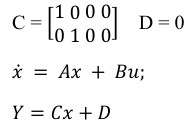 C = [1 0 0 0
0 1 0 0] D = 0
ẋ = Ax + Bu;
Y = Cx + D